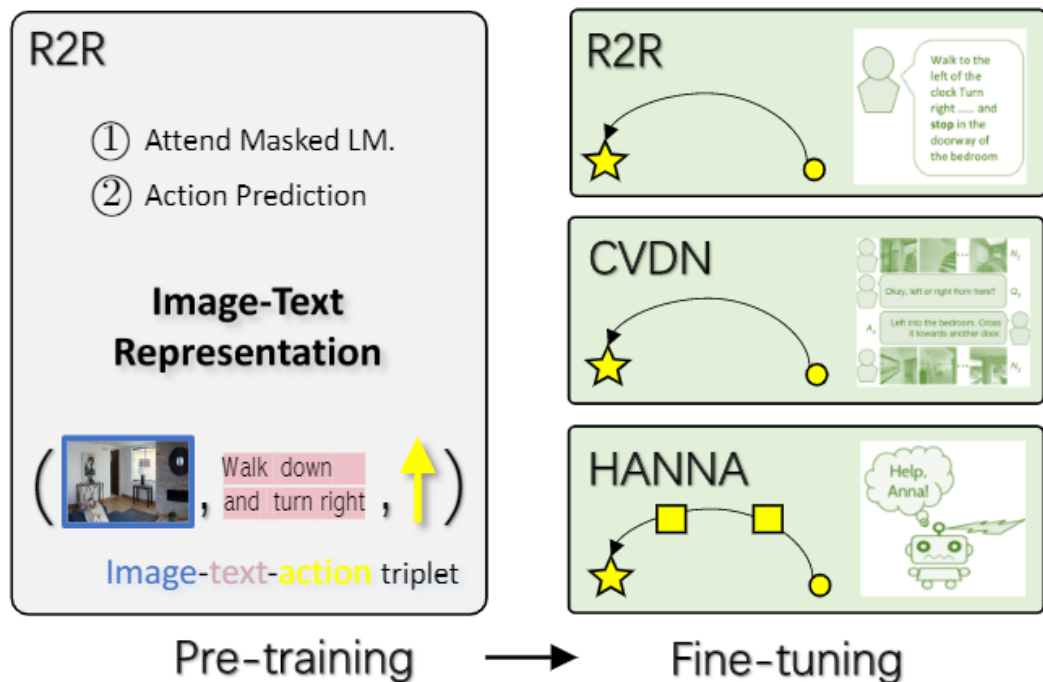 R2R
① Attend Masked LM.
② Action Prediction
Image-Text
Representation
( , Walk down
and turn right , )
Image-text-action triplet
Pre-training
R2R
Walk to the
left of the
clock Turn
right ..... and
stop in the
doorway of
the bedroom
CVDN
Okay, left or right from here?
Left into the bedroom. Cross
it towards another door.
HANNA
Help,
Anna!
Fine-tuning